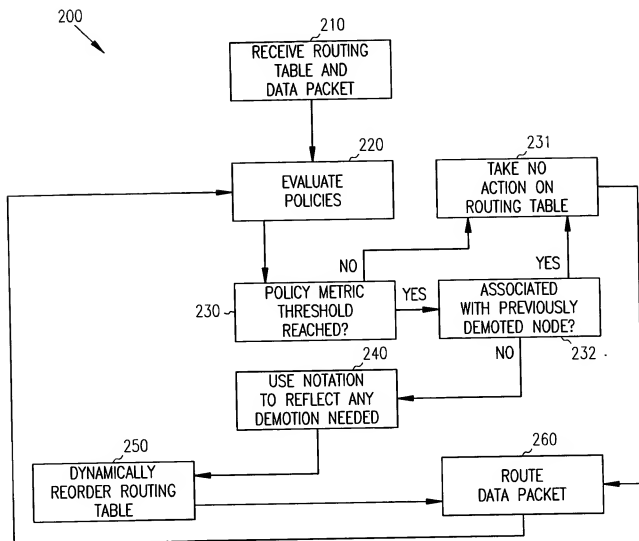 200
210
RECEIVE ROUTING
TABLE AND
DATA PACKET
220
EVALUATE
POLICIES
231
TAKE NO
ACTION ON
ROUTING TABLE
NO
YES
230
POLICY METRIC
THRESHOLD
REACHED?
YES
ASSOCIATED
WITH PREVIOUSLY
DEMOTED NODE?
232
NO
240
USE NOTATION
TO REFLECT ANY
DEMOTION NEEDED
250
DYNAMICALLY
REORDER ROUTING
TABLE
260
ROUTE
DATA PACKET